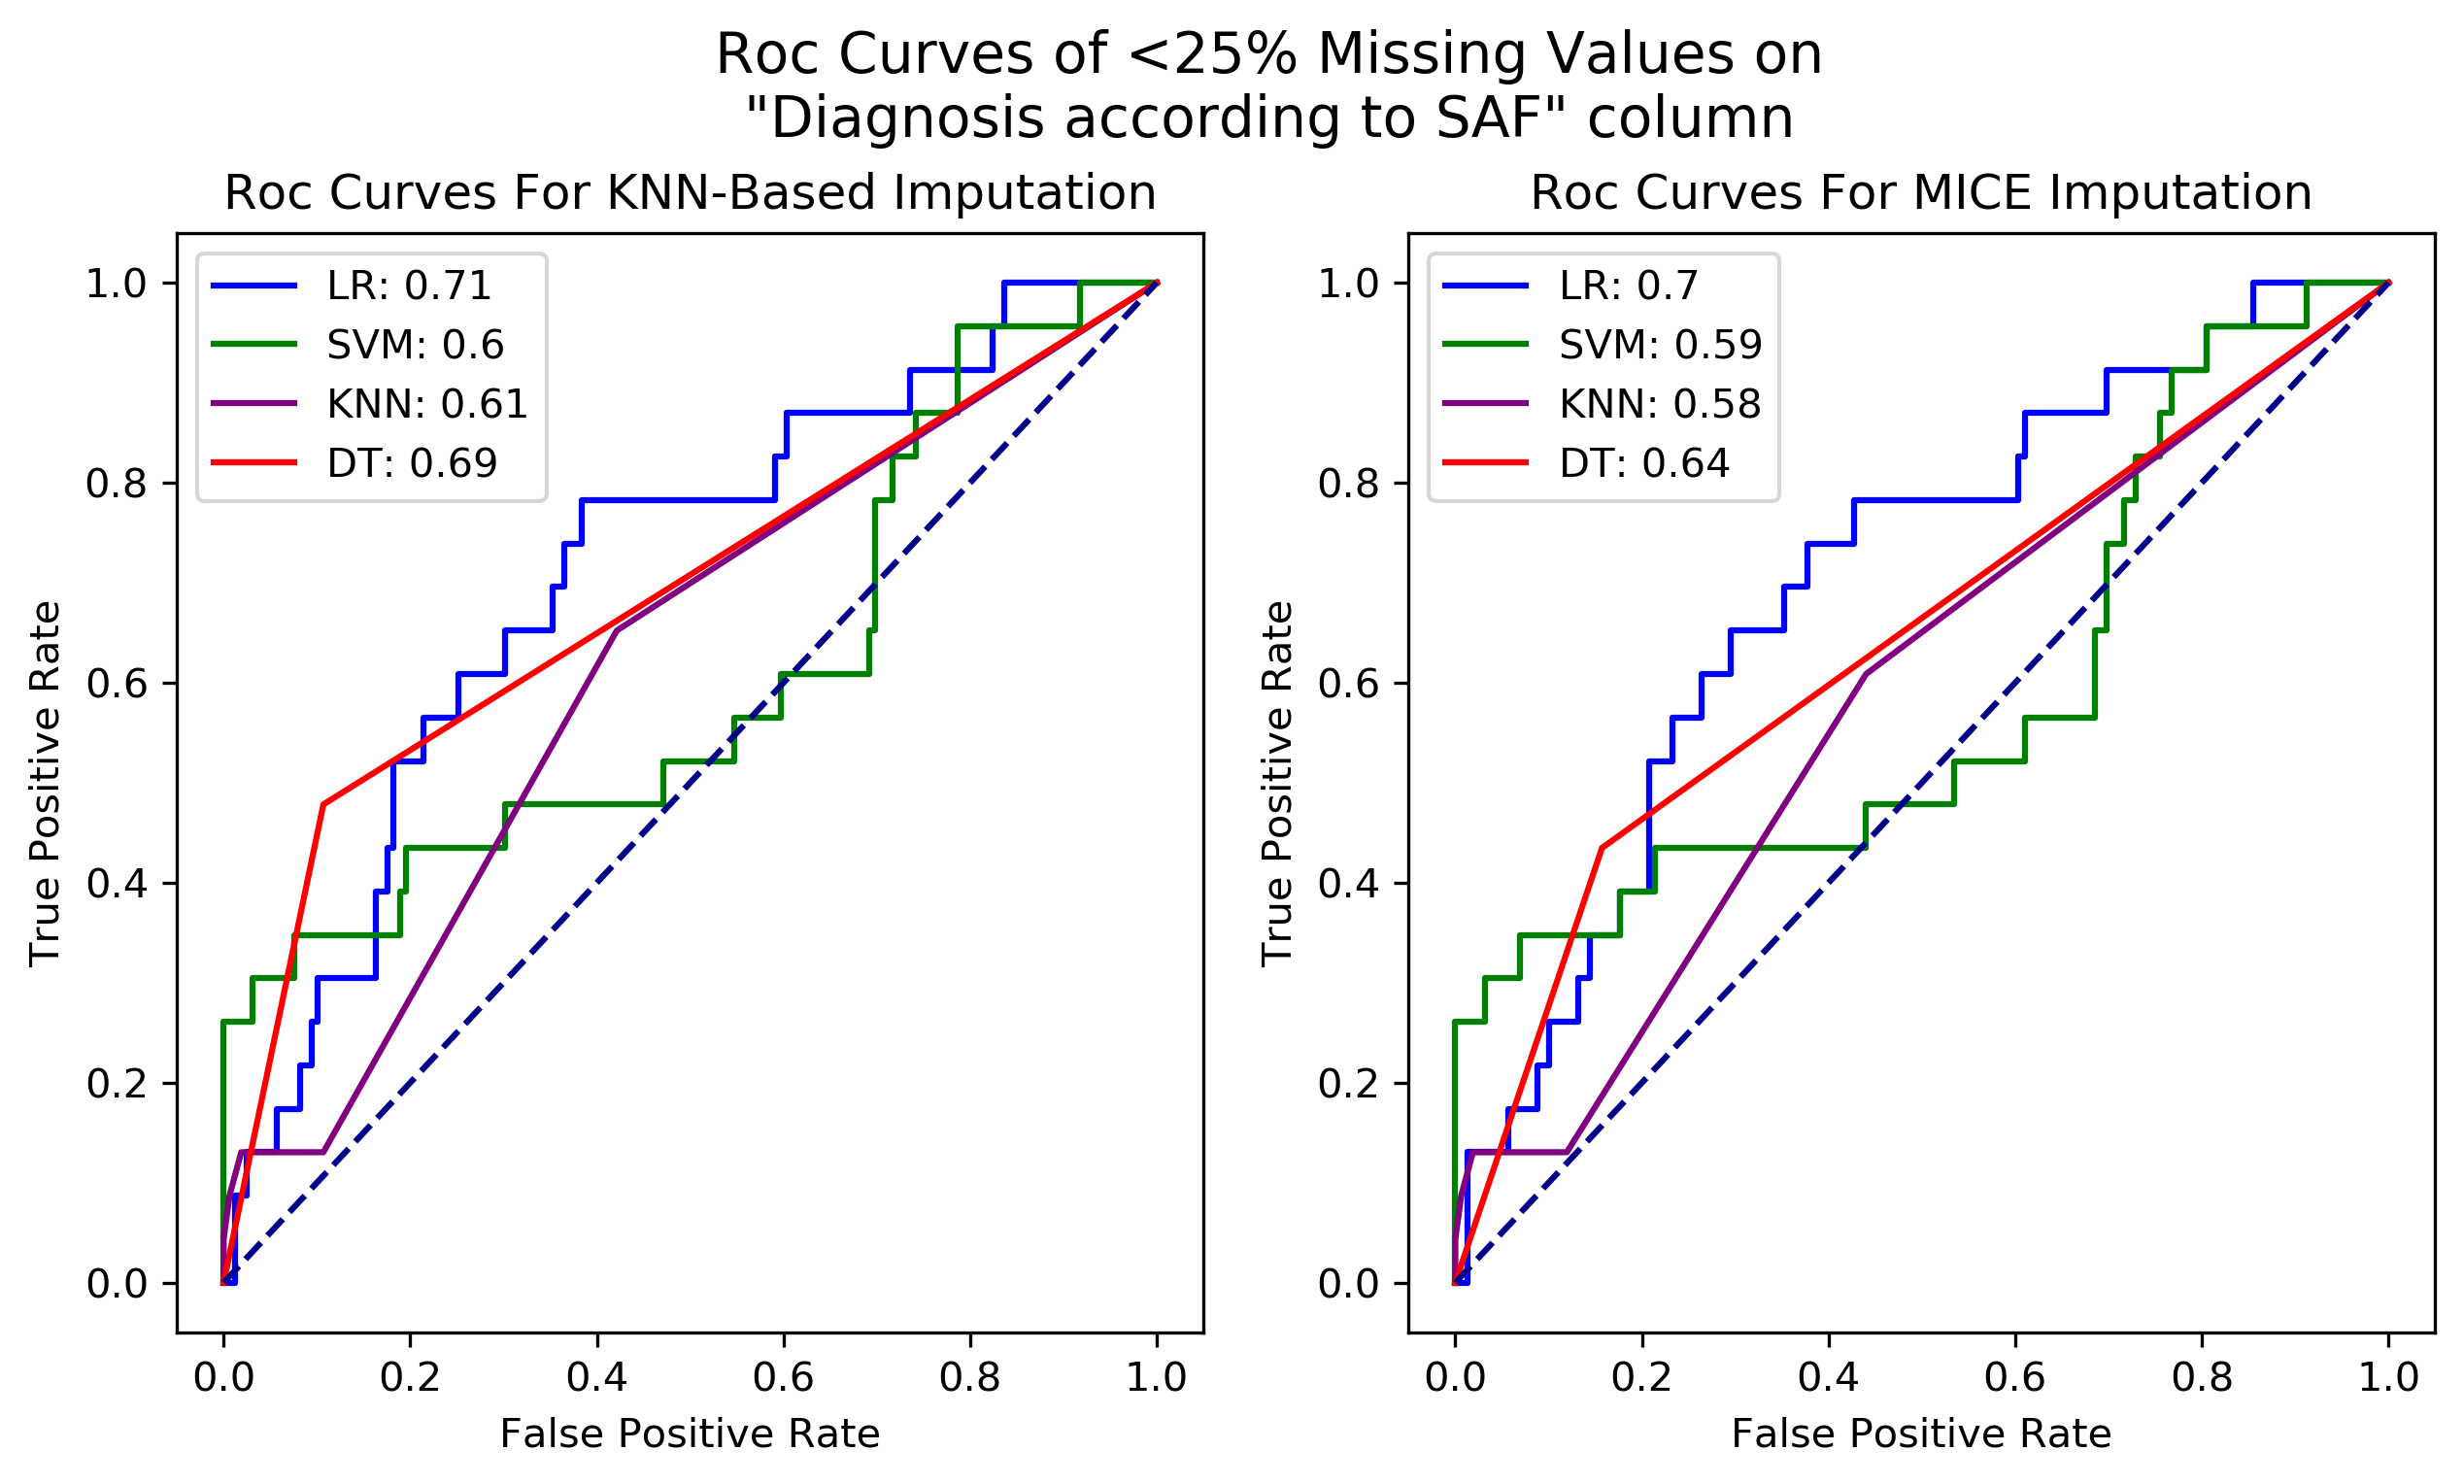 Roc Curves of <25% Missing Values on
"Diagnosis according to SAF" column
Roc Curves For KNN-Based Imputation
LR: 0.71
SVM: 0.6
KNN: 0.61
DT: 0.69
True Positive Rate
1.0
0.8
0.6
0.4
0.2
0.0
0.0 0.2 0.4 0.6 0.8 1.0
False Positive Rate
Roc Curves For MICE Imputation
LR: 0.7
SVM: 0.59
KNN: 0.58
DT: 0.64
True Positive Rate
1.0
0.8
0.6
0.4
0.2
0.0
0.0 0.2 0.4 0.6 0.8 1.0
False Positive Rate